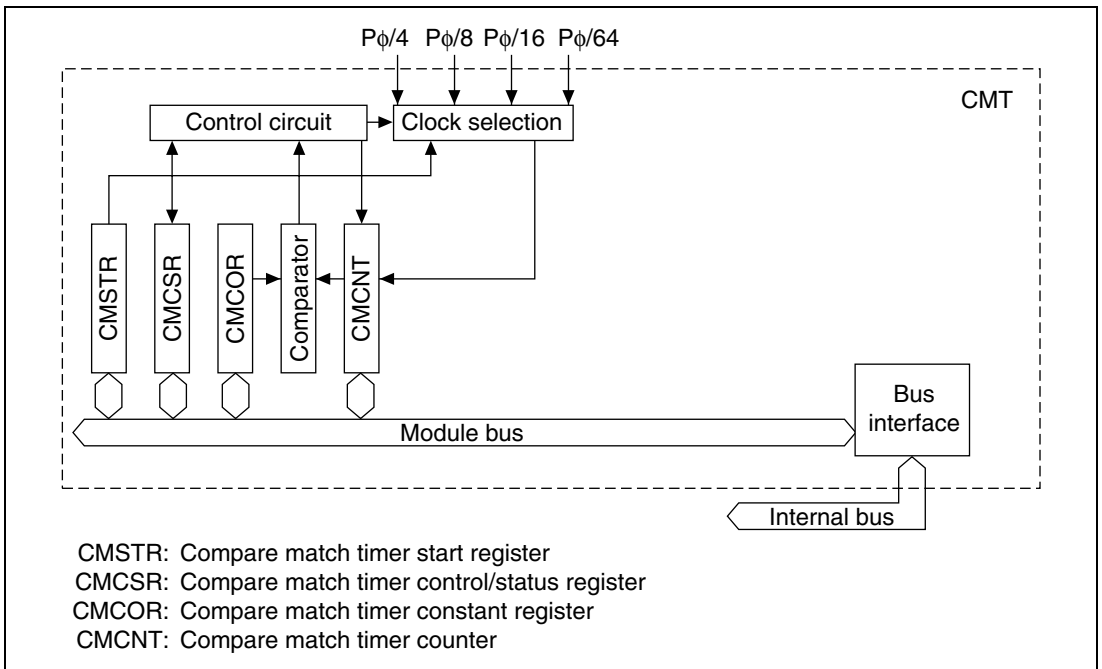 Pϕ/4 Pϕ/8 Pϕ/16 Pϕ/64
CMT
Control circuit
Clock selection
CMSTR
CMCSR
CMCOR
Comparator
CMCNT
Bus
interface
Module bus
Internal bus
CMSTR: Compare match timer start register
CMCSR: Compare match timer control/status register
CMCOR: Compare match timer constant register
CMCNT: Compare match timer counter